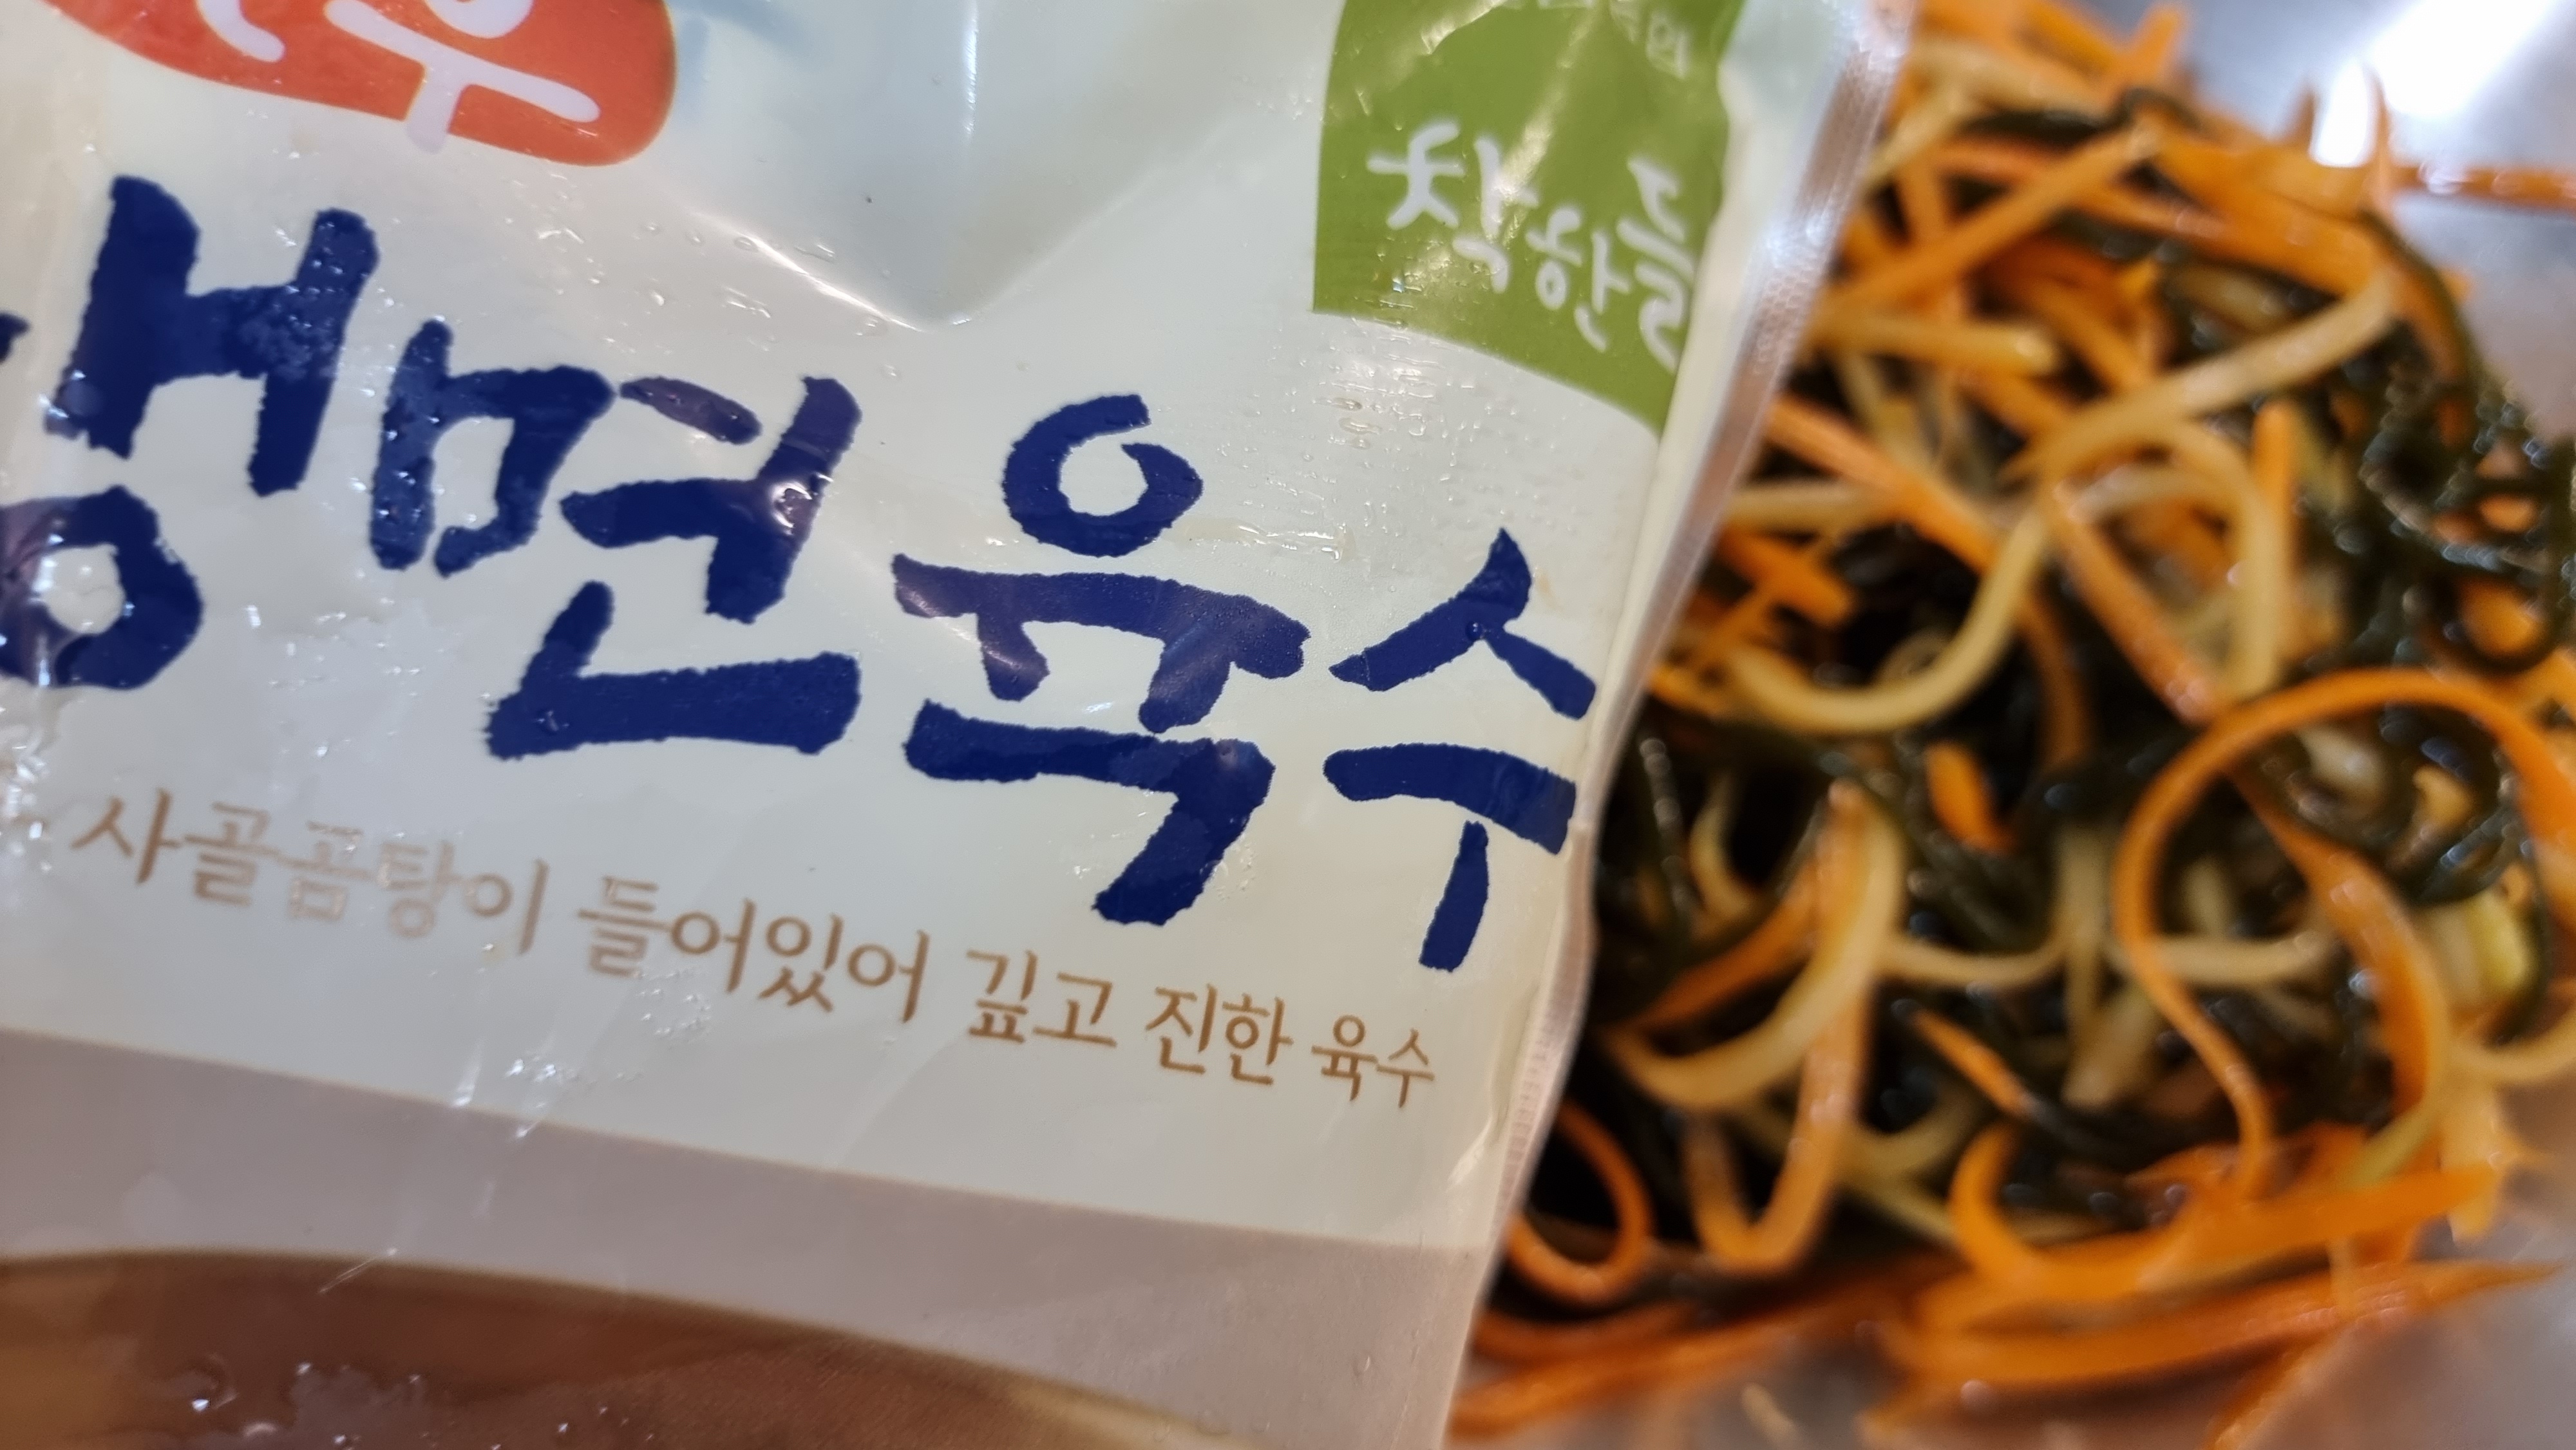 착한
냉면육수
사골곰탕이 들어있어 깊고 진한 육수